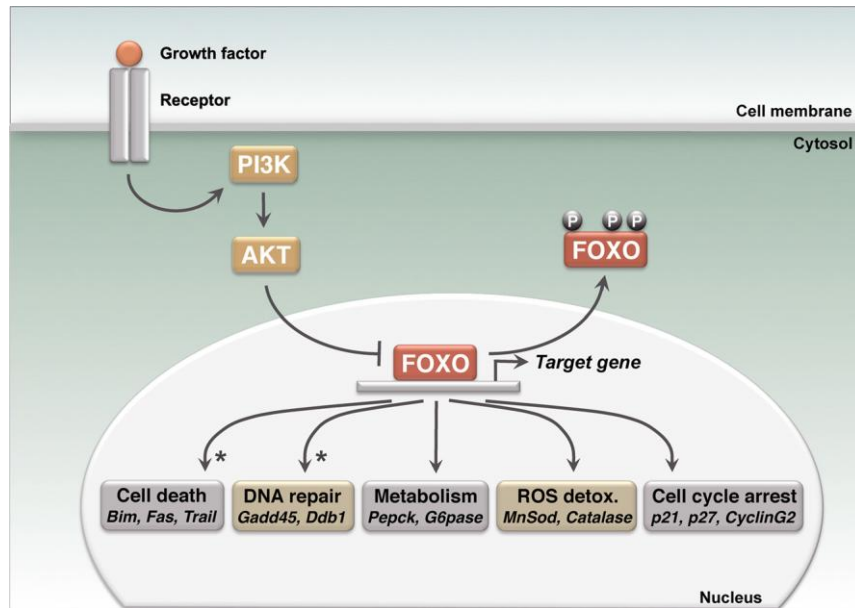 Growth factor
Receptor
Cell membrane
Cytosol
PI3K
AKT
P P P
FOXO
FOXO
Target gene
* *
Cell death
Bim, Fas, Trail
DNA repair
Gadd45, Ddb1
Metabolism
Pepck, G6pase
ROS detox.
MnSod, Catalase
Cell cycle arrest
p21, p27, CyclinG2
Nucleus